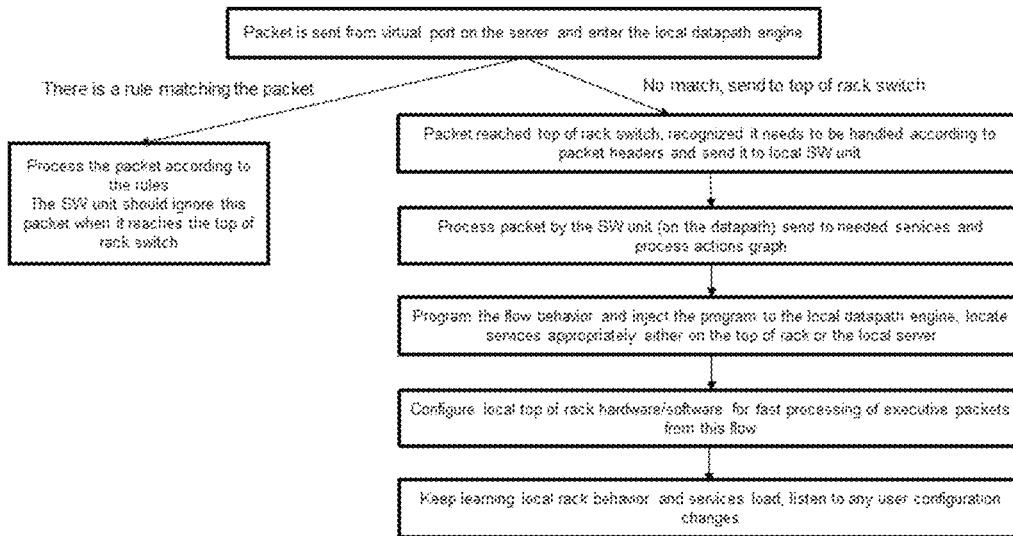 Packet is sent from virtual port on the server and enter the local datapath engine
There is a rule matching the packet
No match, send to top of rack switch
Process the packet according to
the rules
The SW unit should ignore this
packet when it reaches the top of
rack switch
Packet reached top of rack switch, recognized it needs to be handled according to
packet headers and send it to local SW unit
Process packet by the SW unit (on the datapath) send to needed services and
process actions graph
Program the flow behavior and inject the program to the local datapath engine, locate
services appropriately either on the top of rack or the local server
Configure local top of rack hardware/software for fast processing of executive packets
from this flow
Keep learning local rack behavior and services load, listen to any user configuration
changes